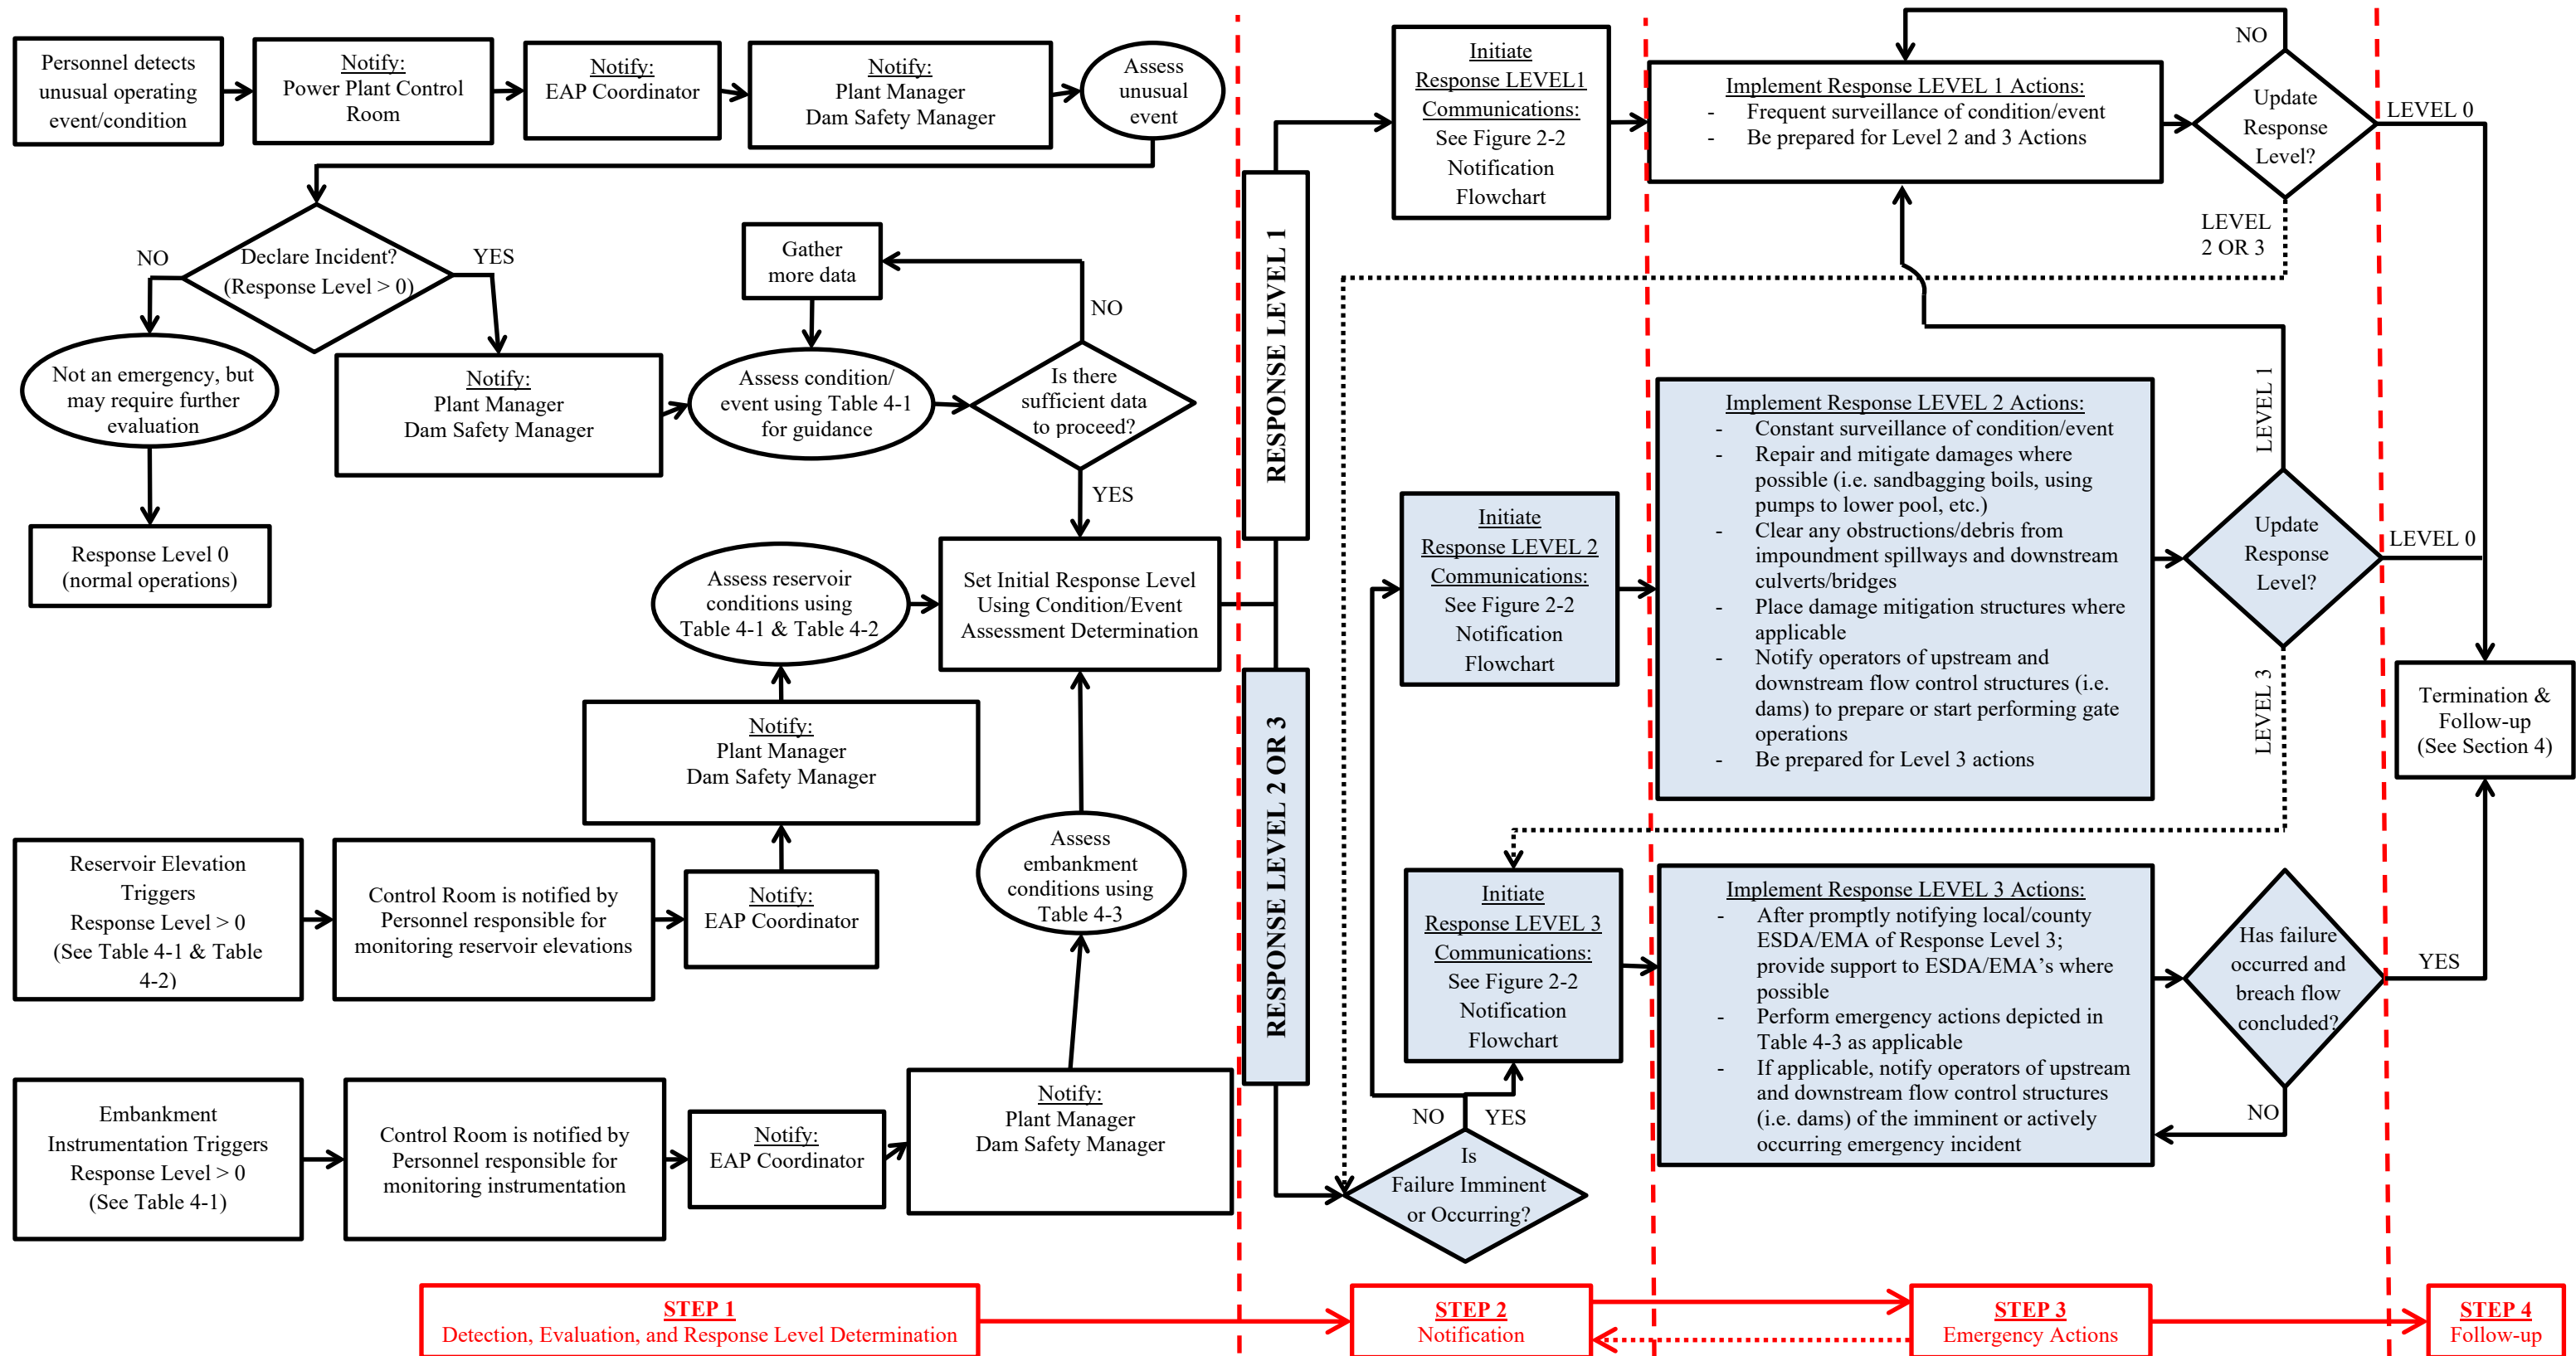 Personnel detects
unusual operating
event/condition
Notify:
Power Plant Control
Room
Notify:
EAP Coordinator
Notify:
Plant Manager
Dam Safety Manager
Assess
unusual
event
Declare Incident?
(Response Level > 0)
NO
YES
Not an emergency, but
may require further
evaluation
Response Level 0
(normal operations)
Notify:
Plant Manager
Dam Safety Manager
Gather
more data
Assess condition/
event using Table 4-1
for guidance
Is there
sufficient data
to proceed?
NO
YES
Set Initial Response Level
Using Condition/Event
Assessment Determination
Assess reservoir
conditions using
Table 4-1 & Table 4-2
Notify:
Plant Manager
Dam Safety Manager
Reservoir Elevation
Triggers
Response Level > 0
(See Table 4-1 & Table
4-2)
Control Room is notified by
Personnel responsible for
monitoring reservoir elevations
Notify:
EAP Coordinator
Assess
embankment
conditions using
Table 4-3
Embankment
Instrumentation Triggers
Response Level > 0
(See Table 4-1)
Control Room is notified by
Personnel responsible for
monitoring instrumentation
Notify:
EAP Coordinator
Notify:
Plant Manager
Dam Safety Manager
RESPONSE LEVEL 1
RESPONSE LEVEL 2 OR 3
Initiate
Response LEVEL1
Communications:
See Figure 2-2
Notification
Flowchart
Implement Response LEVEL 1 Actions:
- Frequent surveillance of condition/event
- Be prepared for Level 2 and 3 Actions
Update
Response
Level?
NO
LEVEL 0
LEVEL
2 OR 3
Initiate
Response LEVEL 2
Communications:
See Figure 2-2
Notification
Flowchart
Implement Response LEVEL 2 Actions:
- Constant surveillance of condition/event
- Repair and mitigate damages where
possible (i.e. sandbagging boils, using
pumps to lower pool, etc.)
- Clear any obstructions/debris from
impoundment spillways and downstream
culverts/bridges
- Place damage mitigation structures where
applicable
- Notify operators of upstream and
downstream flow control structures (i.e.
dams) to prepare or start performing gate
operations
- Be prepared for Level 3 actions
LEVEL 1
Update
Response
Level?
LEVEL 0
LEVEL 3
Termination &
Follow-up
(See Section 4)
Initiate
Response LEVEL 3
Communications:
See Figure 2-2
Notification
Flowchart
Implement Response LEVEL 3 Actions:
- After promptly notifying local/county
ESDA/EMA of Response Level 3;
provide support to ESDA/EMA’s where
possible
- Perform emergency actions depicted in
Table 4-3 as applicable
- If applicable, notify operators of upstream
and downstream flow control structures
(i.e. dams) of the imminent or actively
occurring emergency incident
Has failure
occurred and
breach flow
concluded?
YES
NO
NO
YES
Is
Failure Imminent
or Occurring?
STEP 1
Detection, Evaluation, and Response Level Determination
STEP 2
Notification
STEP 3
Emergency Actions
STEP 4
Follow-up